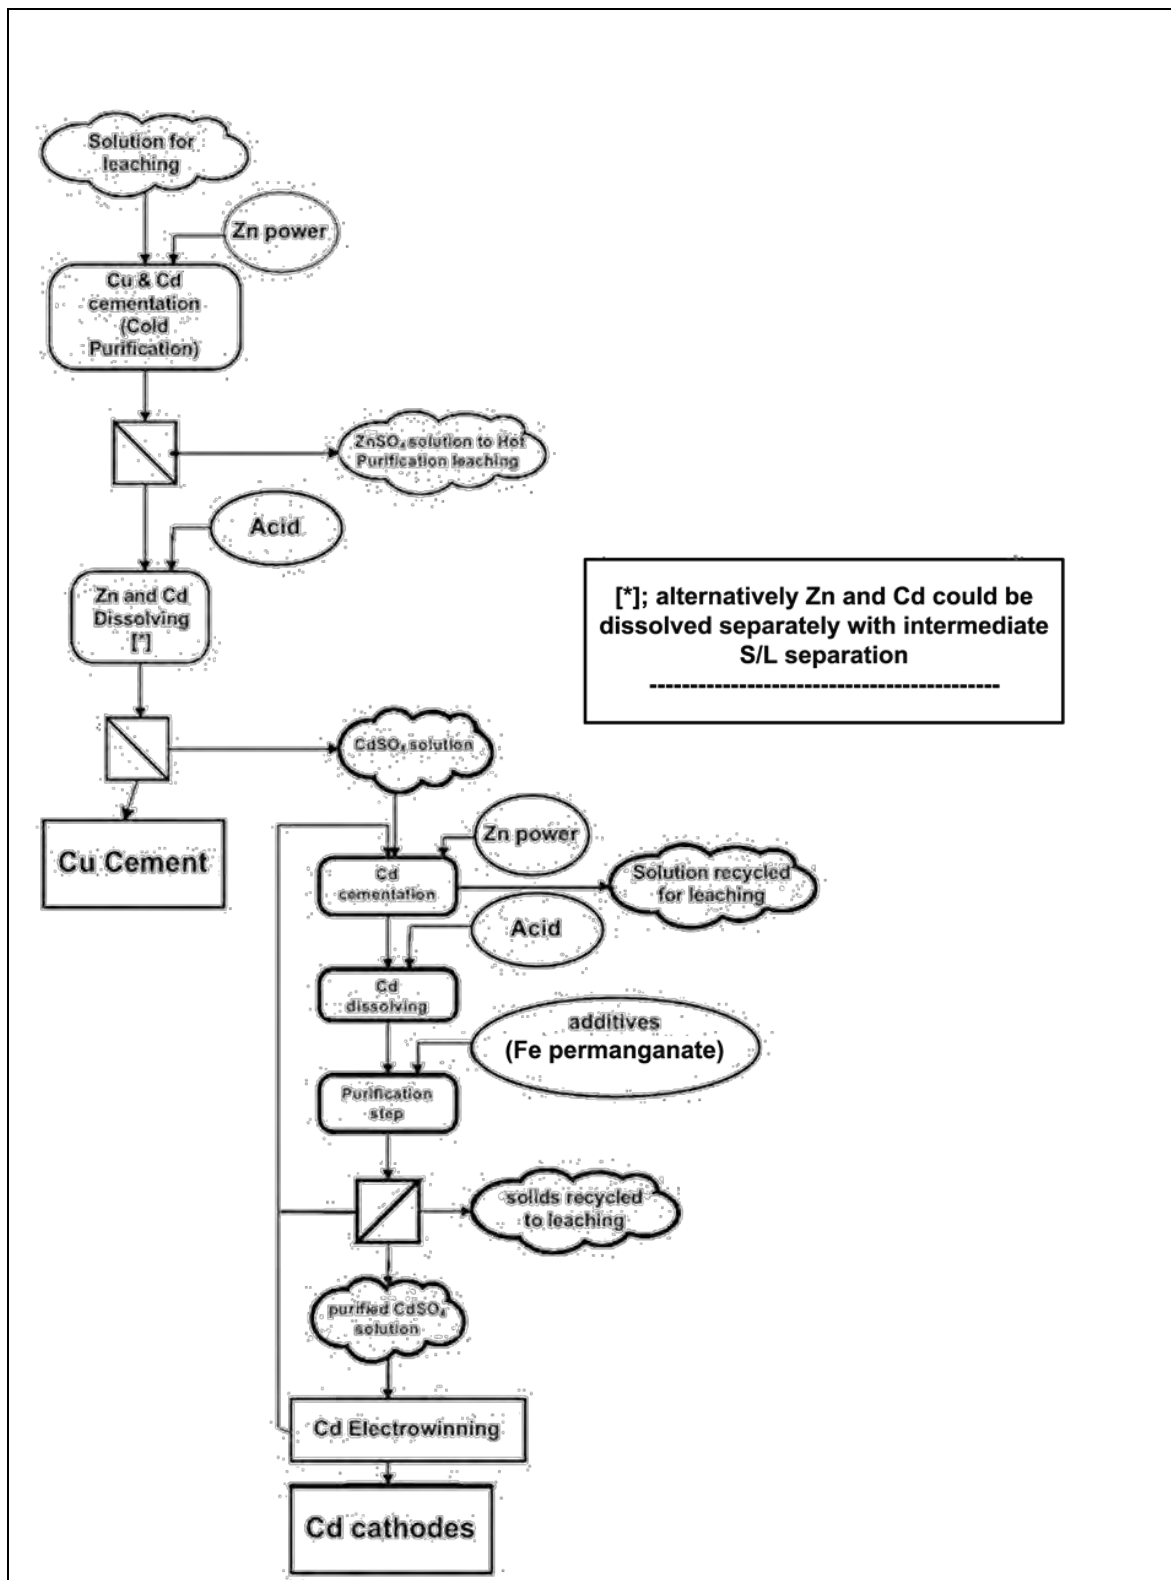 Solution for
leaching
Zn power
Cu & Cd
cementation
(Cold
Purification)
ZnSO₄ solution to Hot
Purification leaching
Acid
Zn and Cd
Dissolving
[*]
[*]; alternatively Zn and Cd could be
dissolved separately with intermediate
S/L separation
-------------------------------------------
CdSO₄ solution
Cu Cement
Zn power
Cd
cementation
Solution recycled
for leaching
Acid
Cd
dissolving
additives
(Fe permanganate)
Purification
step
solids recycled
to leaching
purified CdSO₄
solution
Cd Electrowinning
Cd cathodes